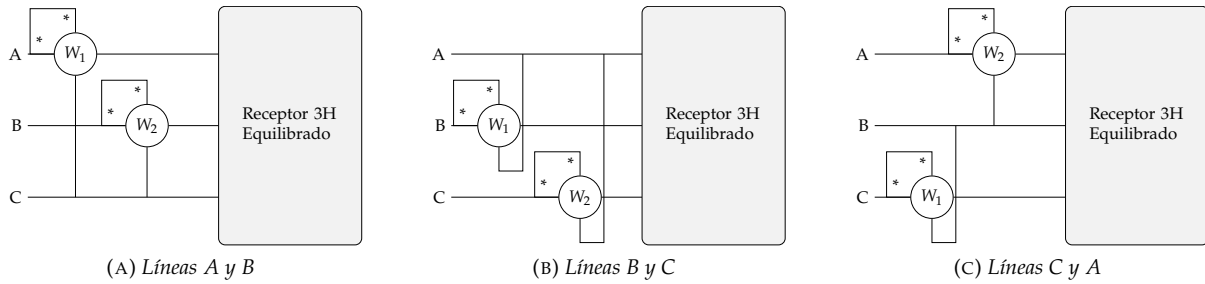 A
*
*
W1
B
*
*
W2
C
Receptor 3H
Equilibrado
(A) Líneas A y B
A
B
*
*
W1
C
*
*
W2
Receptor 3H
Equilibrado
(B) Líneas B y C
A
*
*
W2
B
C
*
*
W1
Receptor 3H
Equilibrado
(C) Líneas C y A